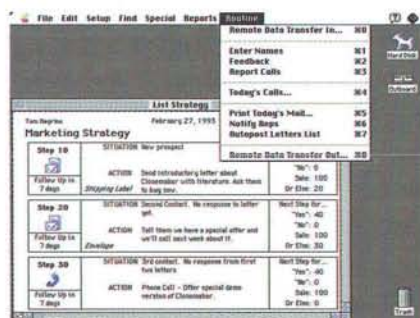 File Edit Setup Find Special Reports Routine
Remote Data Transfer In... ⌘0
Enter Names ⌘1
Feedback ⌘2
Report Calls ⌘3
Today's Calls... ⌘4
Print Today's Mail... ⌘5
Notify Reps ⌘6
Autopost Letters List ⌘7
Remote Data Transfer Out...
Hard Disk
Outbound
Trash
List Strategy
February 27, 1993
Marketing Strategy
Step 10
Follow Up in
7 days
SITUATION New prospect
ACTION Send introductory letter about
Closemaker with literature. Ask them
to buy now.
Shipping Label
"No": 0
Sale: 100
Or Else: 20
Step 20
Follow Up in
7 days
SITUATION Second Contact. No response to letter
yet.
ACTION Tell them we have a special offer and
we'll call next week about it.
Envelope
Next Step for...
"Yes": 40
"No": 0
Sale: 100
Or Else: 30
Step 30
Follow Up in
7 days
SITUATION 3rd contact. No response from first
two letters
ACTION Phone Call - Offer special demo
version of Closemaker.
Next Step for...
"Yes": 40
"No": 0
Sale: 100
Or Else: 0